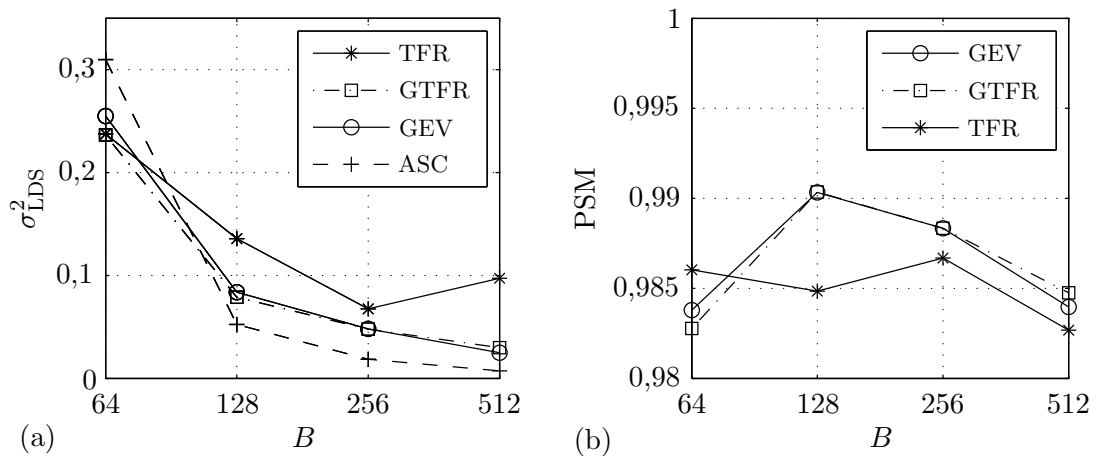 0,3
0,2
0,1
0
σ²LDS
64
128
256
512
B
TFR
GTFR
GEV
ASC
(a)
1
0,995
0,99
0,985
0,98
PSM
64
128
256
512
B
GEV
GTFR
TFR
(b)